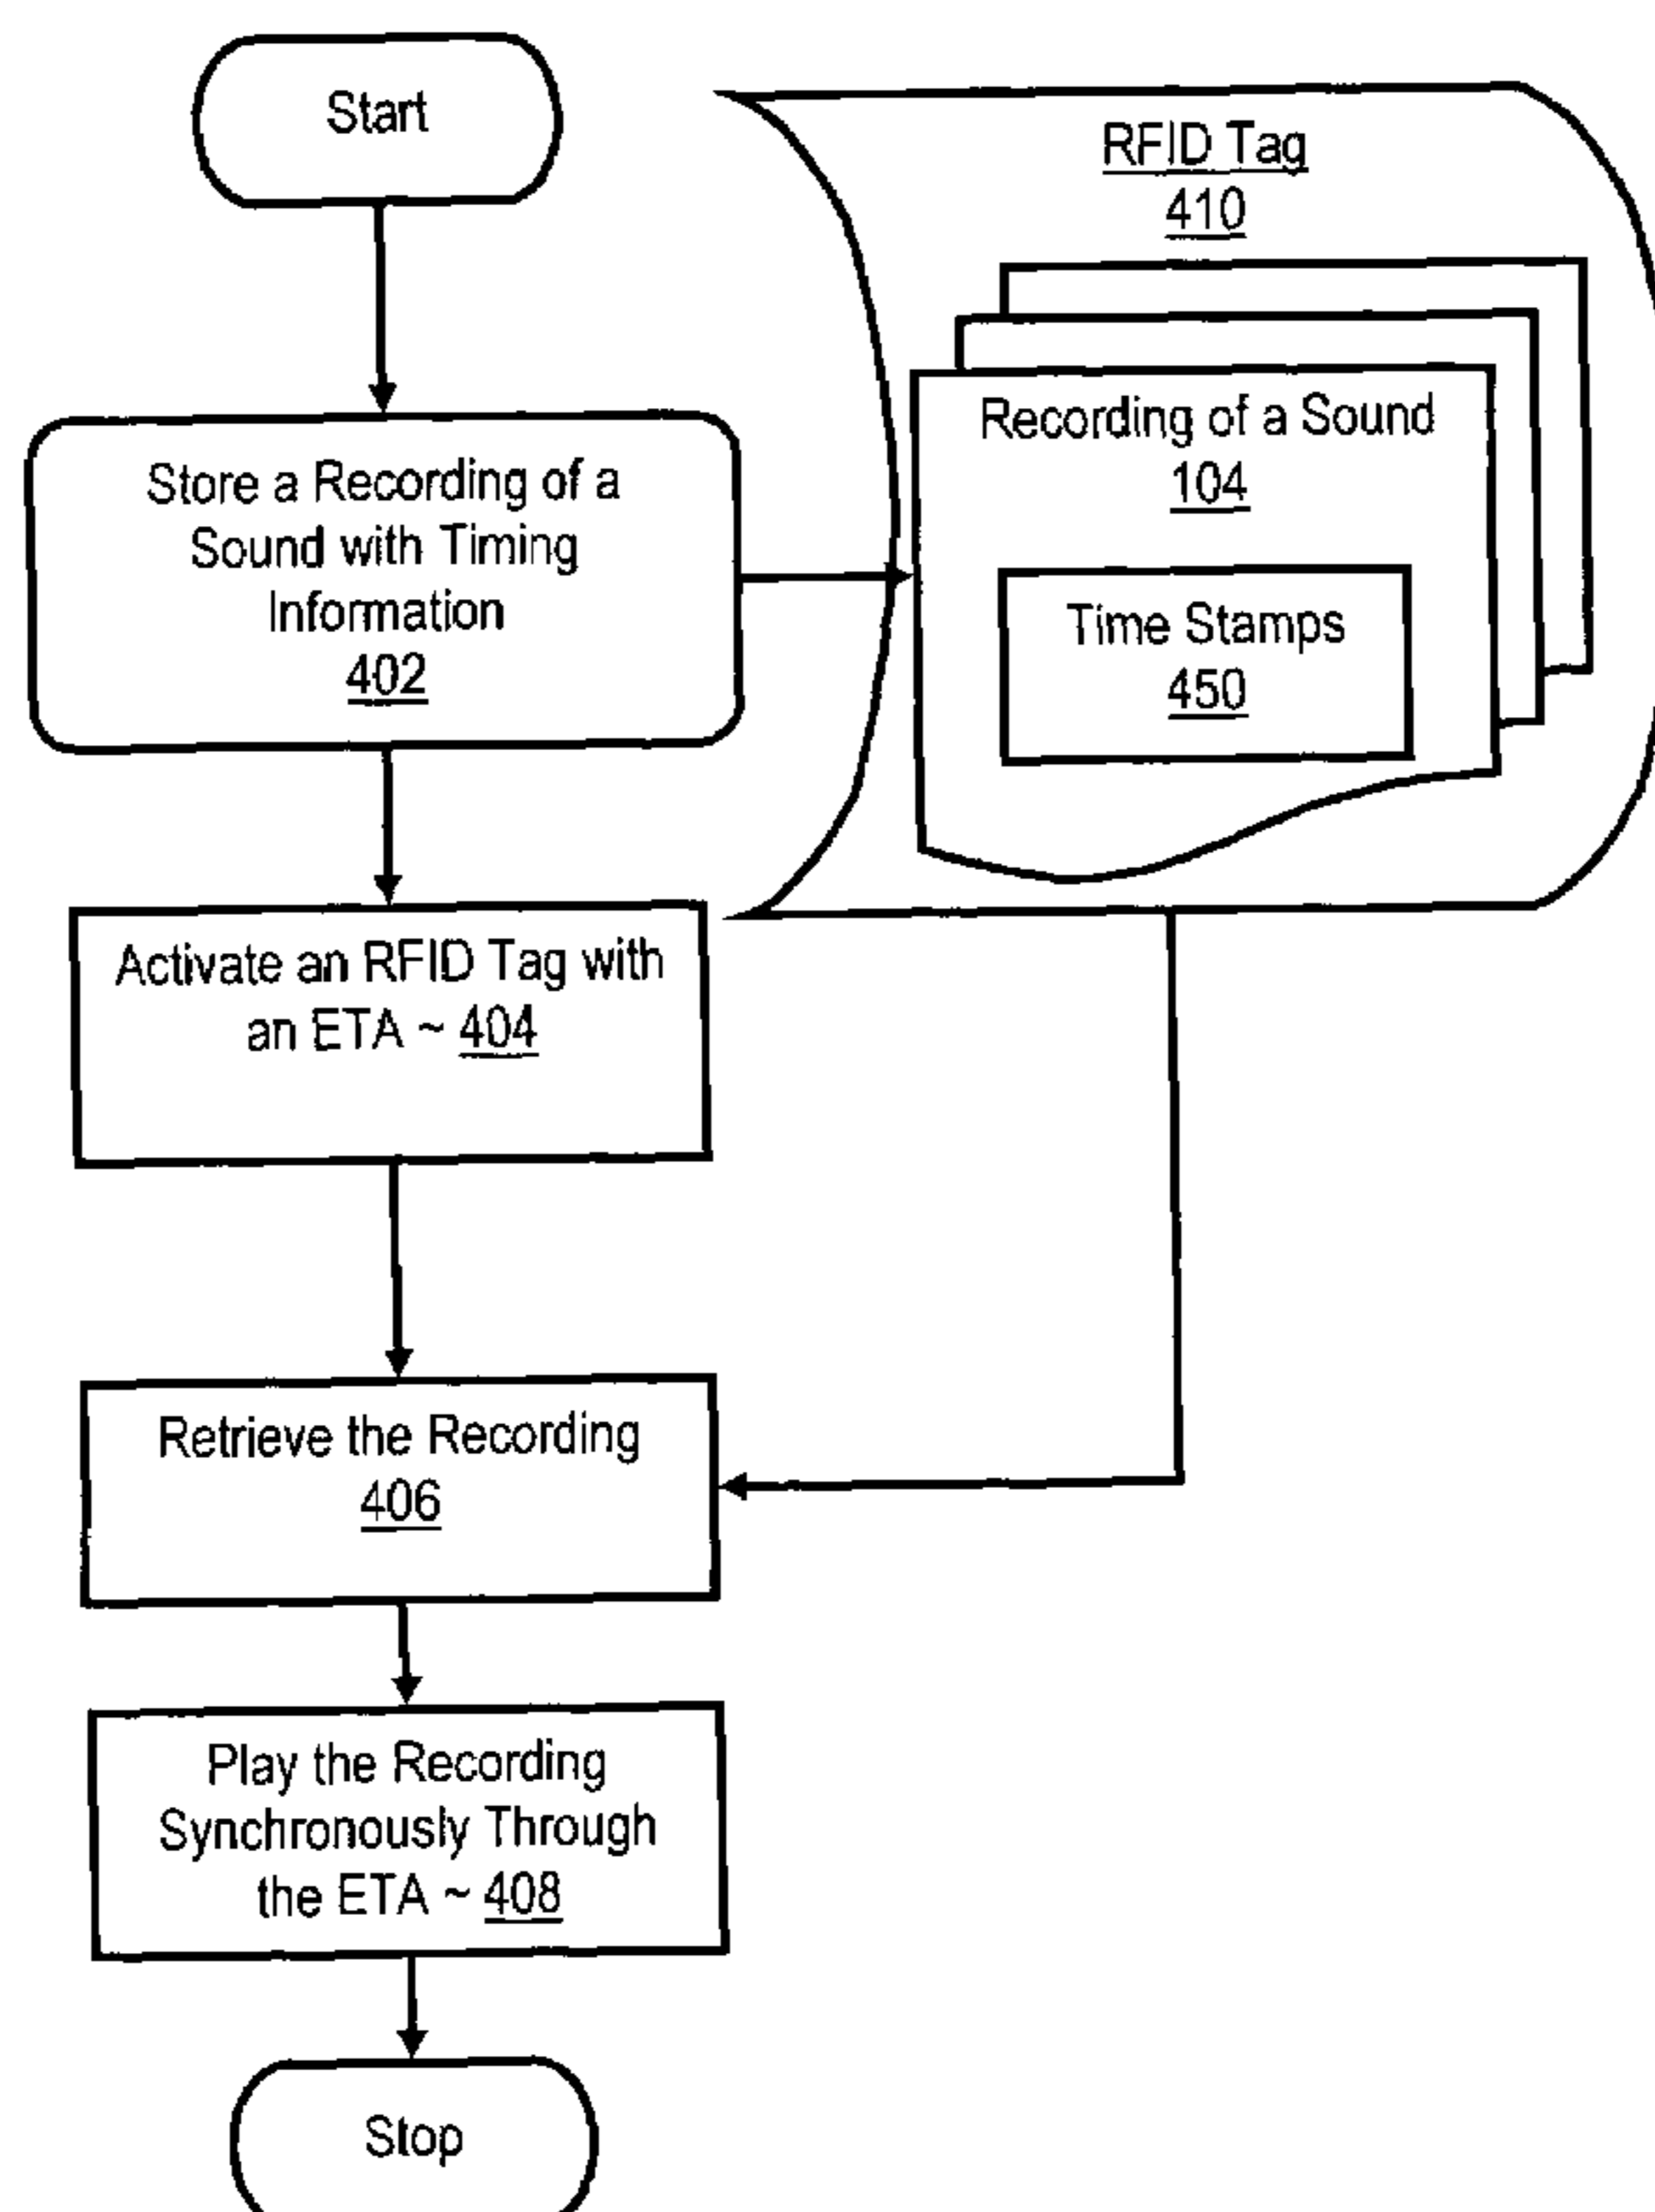 Start
RFID Tag
410
Recording of a Sound
104
Time Stamps
450
Store a Recording of a
Sound with Timing
Information
402
Activate an RFID Tag with
an ETA ~ 404
Retrieve the Recording
406
Play the Recording
Synchronously Through
the ETA ~ 408
Stop